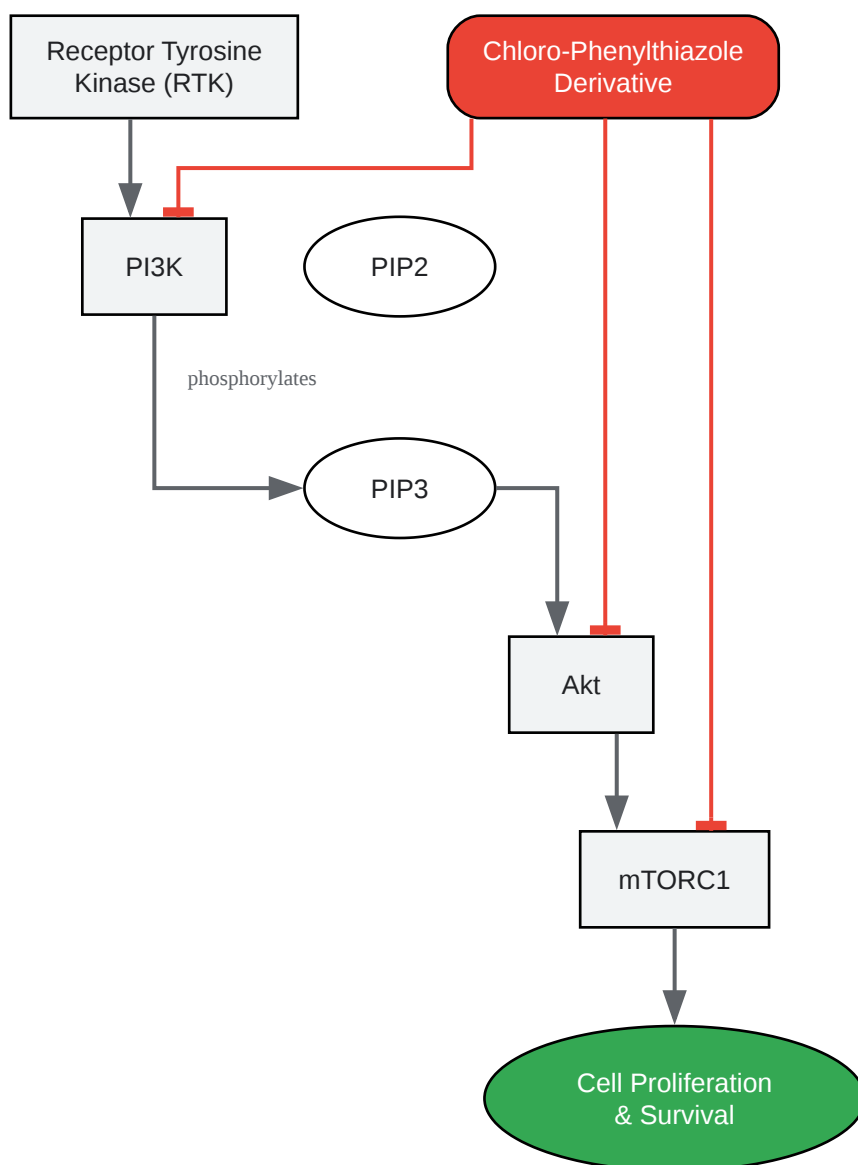 Receptor Tyrosine
Kinase (RTK)
Chloro-Phenylthiazole
Derivative
PI3K
PIP2
phosphorylates
PIP3
Akt
mTORC1
Cell Proliferation
& Survival